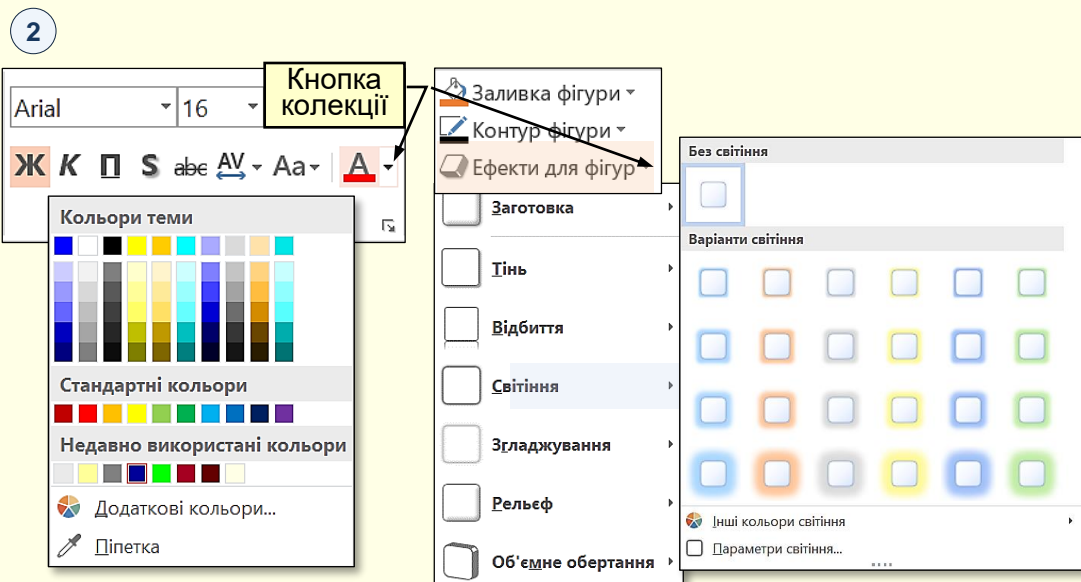 2
Кнопка
колекції
Arial
16
Ж К П S abc AV Aa А
Кольори теми
Стандартні кольори
Недавно використані кольори
Додаткові кольори...
Піпетка
Заливка фігури
Контур фігури
Ефекти для фігур
Заготовка
Тінь
Відбиття
Світіння
Згладжування
Рельєф
Об'ємне обертання
Без світіння
Варіанти світіння
Інші кольори світіння
Параметри світіння...